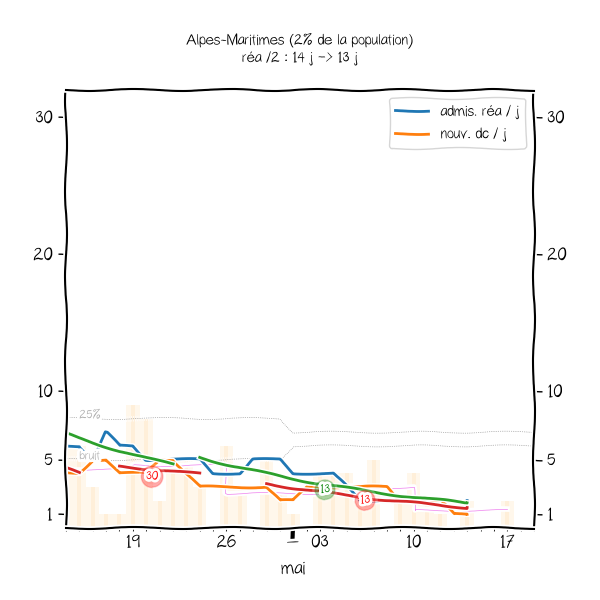 Alpes-Maritimes (2% de la population)
réa /2 : 14 j -> 13 j
admis. réa / j
nouv. dc / j
30 30
20 20
10 10
25%
bruit
5 5
30
13
13
1 1
19 26 1 03 10 17
mai